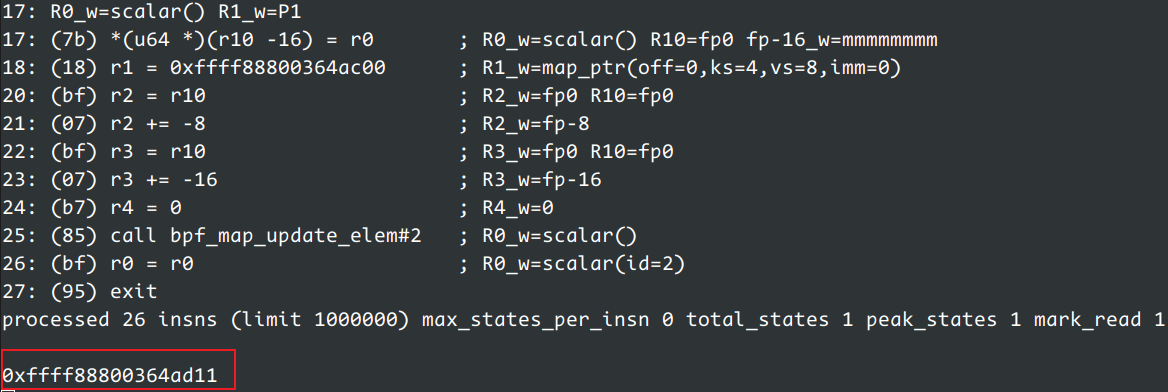 17: R0_w=scalar() R1_w=P1
17: (7b) *(u64 *)(r10 -16) = r0 ; R0_w=scalar() R10=fp0 fp-16_w=mmmmmmmm
18: (18) r1 = 0xffff88800364ac00 ; R1_w=map_ptr(off=0,ks=4,vs=8,imm=0)
20: (bf) r2 = r10 ; R2_w=fp0 R10=fp0
21: (07) r2 += -8 ; R2_w=fp-8
22: (bf) r3 = r10 ; R3_w=fp0 R10=fp0
23: (07) r3 += -16 ; R3_w=fp-16
24: (b7) r4 = 0 ; R4_w=0
25: (85) call bpf_map_update_elem#2 ; R0_w=scalar()
26: (bf) r0 = r0 ; R0_w=scalar(id=2)
27: (95) exit
processed 26 insns (limit 1000000) max_states_per_insn 0 total_states 1 peak_states 1 mark_read 1
0xffff88800364ad11